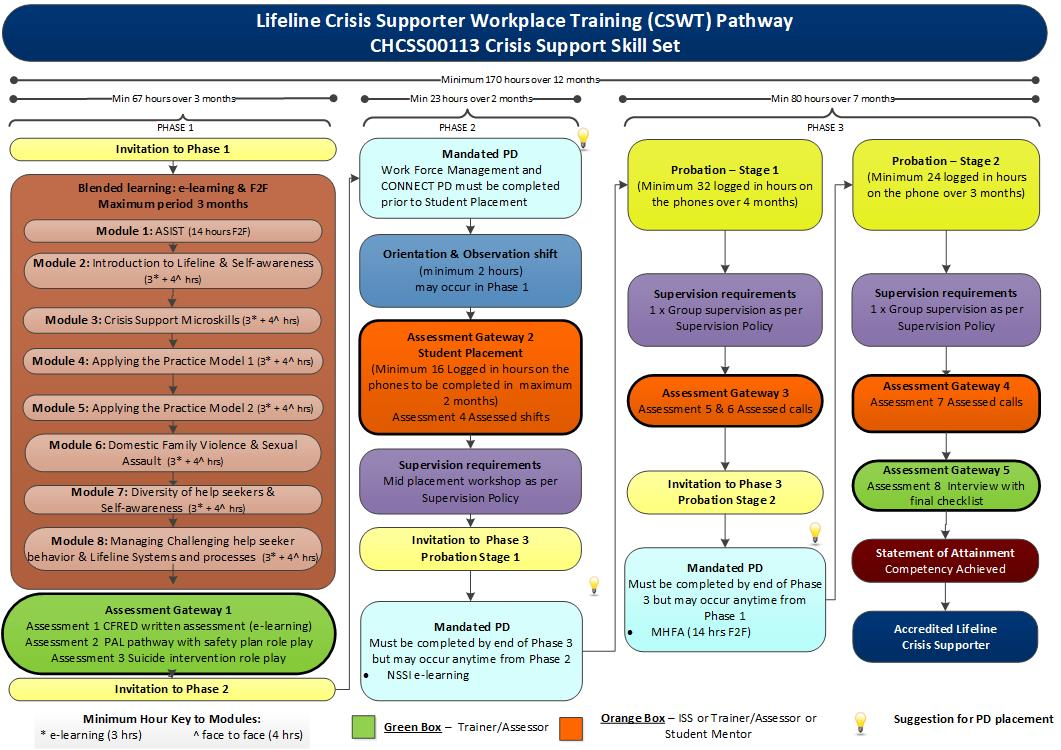 Lifeline Crisis Supporter Workplace Training (CSWT) Pathway
CHCSS00113 Crisis Support Skill Set
Minimum 170 hours over 12 months
Min 67 hours over 3 months
PHASE 1
Invitation to Phase 1
Blended learning: e-learning & F2F
Maximum period 3 months
Module 1: ASIST (14 hours F2F)
Module 2: Introduction to Lifeline & Self-awareness
(3* + 4^ hrs)
Module 3: Crisis Support Microskills (3* + 4^ hrs)
Module 4: Applying the Practice Model 1 (3* + 4^ hrs)
Module 5: Applying the Practice Model 2 (3* + 4^ hrs)
Module 6: Domestic Family Violence & Sexual
Assault (3* + 4^ hrs)
Module 7: Diversity of help seekers &
Self-awareness (3* + 4^ hrs)
Module 8: Managing Challenging help seeker
behavior & Lifeline Systems and processes (3* + 4^ hrs)
Assessment Gateway 1
Assessment 1 CFRED written assessment (e-learning)
Assessment 2 PAL pathway with safety plan role play
Assessment 3 Suicide intervention role play
Invitation to Phase 2
Min 23 hours over 2 months
PHASE 2
Mandated PD
Work Force Management and
CONNECT PD must be completed
prior to Student Placement
Orientation & Observation shift
(minimum 2 hours)
may occur in Phase 1
Assessment Gateway 2
Student Placement
(Minimum 16 Logged in hours on the
phones to be completed in maximum
2 months)
Assessment 4 Assessed shifts
Supervision requirements
Mid placement workshop as per
Supervision Policy
Invitation to Phase 3
Probation Stage 1
Mandated PD
Must be completed by end of Phase 3
but may occur anytime from Phase 2
• NSSI e-learning
Min 80 hours over 7 months
PHASE 3
Probation – Stage 1
(Minimum 32 logged in hours on
the phones over 4 months)
Supervision requirements
1 x Group supervision as per
Supervision Policy
Assessment Gateway 3
Assessment 5 & 6 Assessed calls
Invitation to Phase 3
Probation Stage 2
Mandated PD
Must be completed by end of Phase
3 but may occur anytime from
Phase 1
• MHFA (14 hrs F2F)
Probation – Stage 2
(Minimum 24 logged in hours
on the phone over 3 months)
Supervision requirements
1 x Group supervision as per
Supervision Policy
Assessment Gateway 4
Assessment 7 Assessed calls
Assessment Gateway 5
Assessment 8 Interview with
final checklist
Statement of Attainment
Competency Achieved
Accredited Lifeline
Crisis Supporter
Minimum Hour Key to Modules:
* e-learning (3 hrs) ^ face to face (4 hrs)
Green Box – Trainer/Assessor
Orange Box – ISS or Trainer/Assessor or
Student Mentor
Suggestion for PD placement